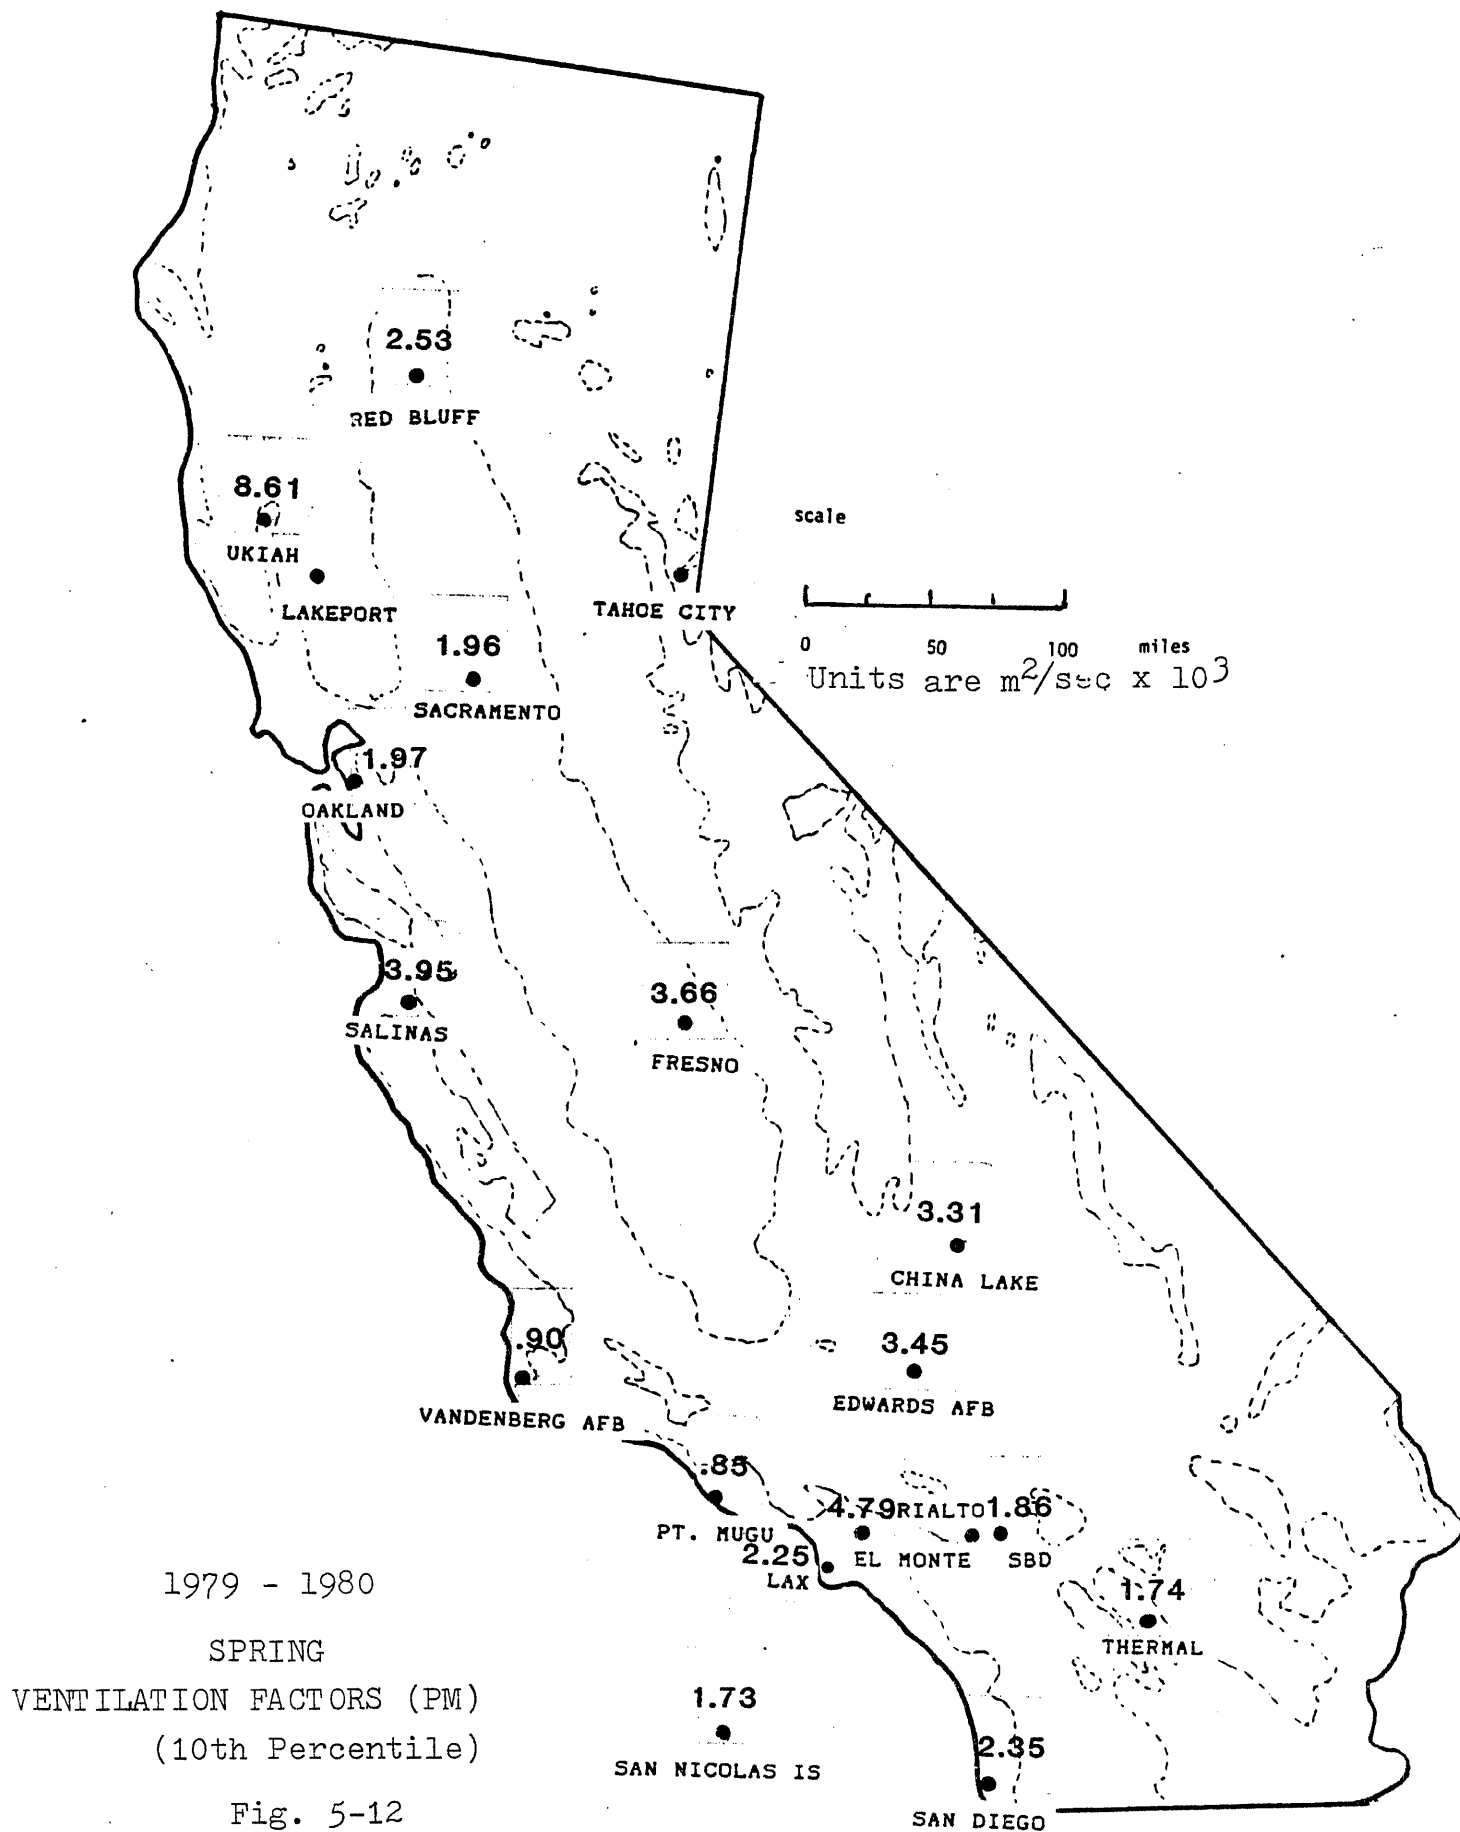 2.53
RED BLUFF
8.61
UKIAH
LAKEPORT
TAHOE CITY
scale
0 50 100 miles
Units are m²/sec x 10³
1.96
SACRAMENTO
1.97
OAKLAND
3.95
SALINAS
3.66
FRESNO
3.31
CHINA LAKE
.90
VANDENBERG AFB
3.45
EDWARDS AFB
.85
PT. MUGU
4.79 RIALTO 1.86
EL MONTE SBD
2.25
LAX
1.74
THERMAL
1.73
SAN NICOLAS IS
2.35
SAN DIEGO
1979 - 1980
SPRING
VENTILATION FACTORS (PM)
(10th Percentile)
Fig. 5-12